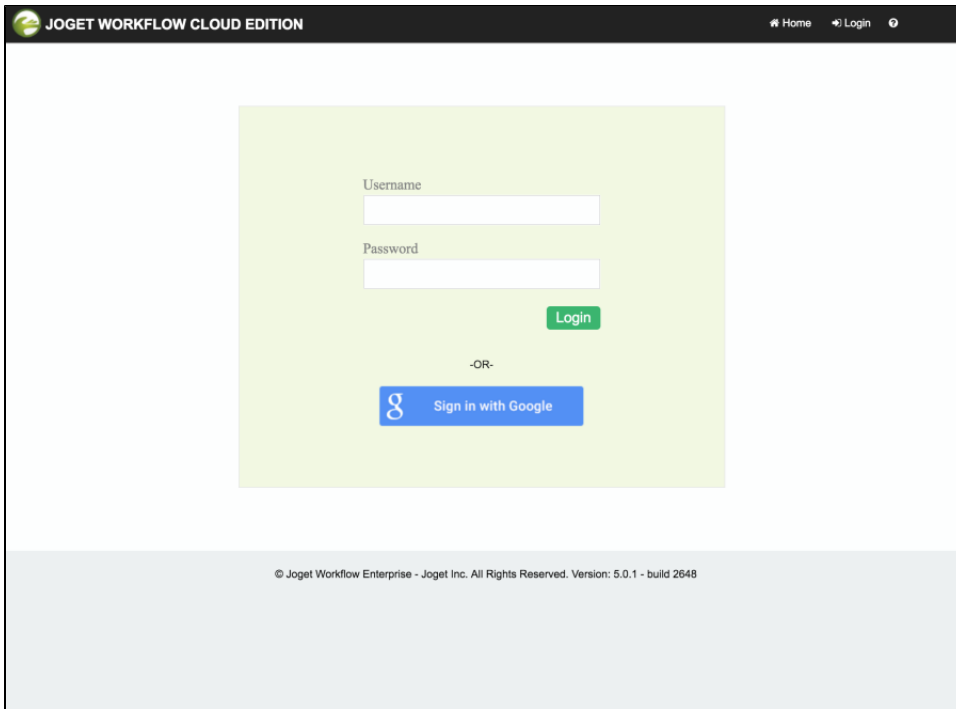 JOGET WORKFLOW CLOUD EDITION Home Login
Username
Password
Login
-OR-
g Sign in with Google
© Joget Workflow Enterprise - Joget Inc. All Rights Reserved. Version: 5.0.1 - build 2648